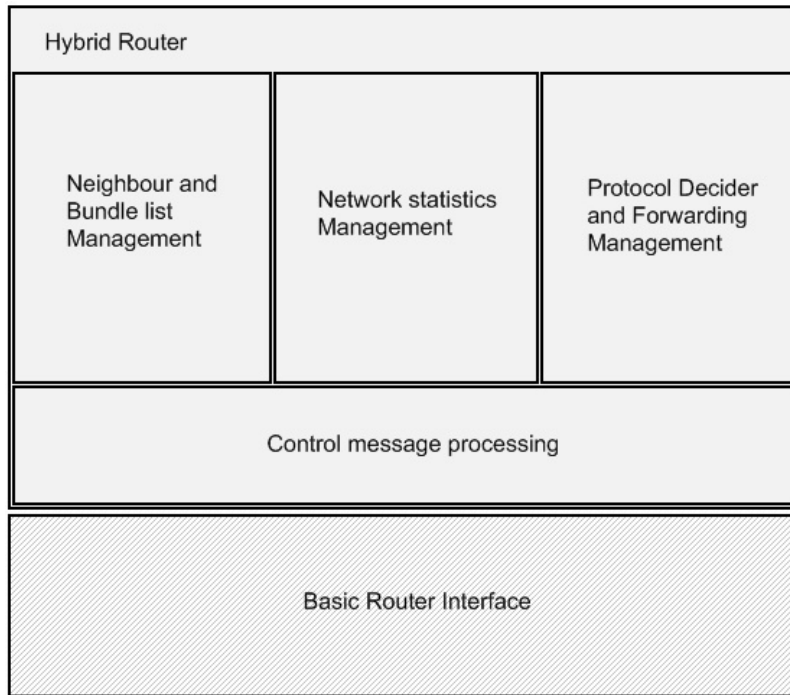 Hybrid Router
Neighbour and
Bundle list
Management
Network statistics
Management
Protocol Decider
and Forwarding
Management
Control message processing
Basic Router Interface